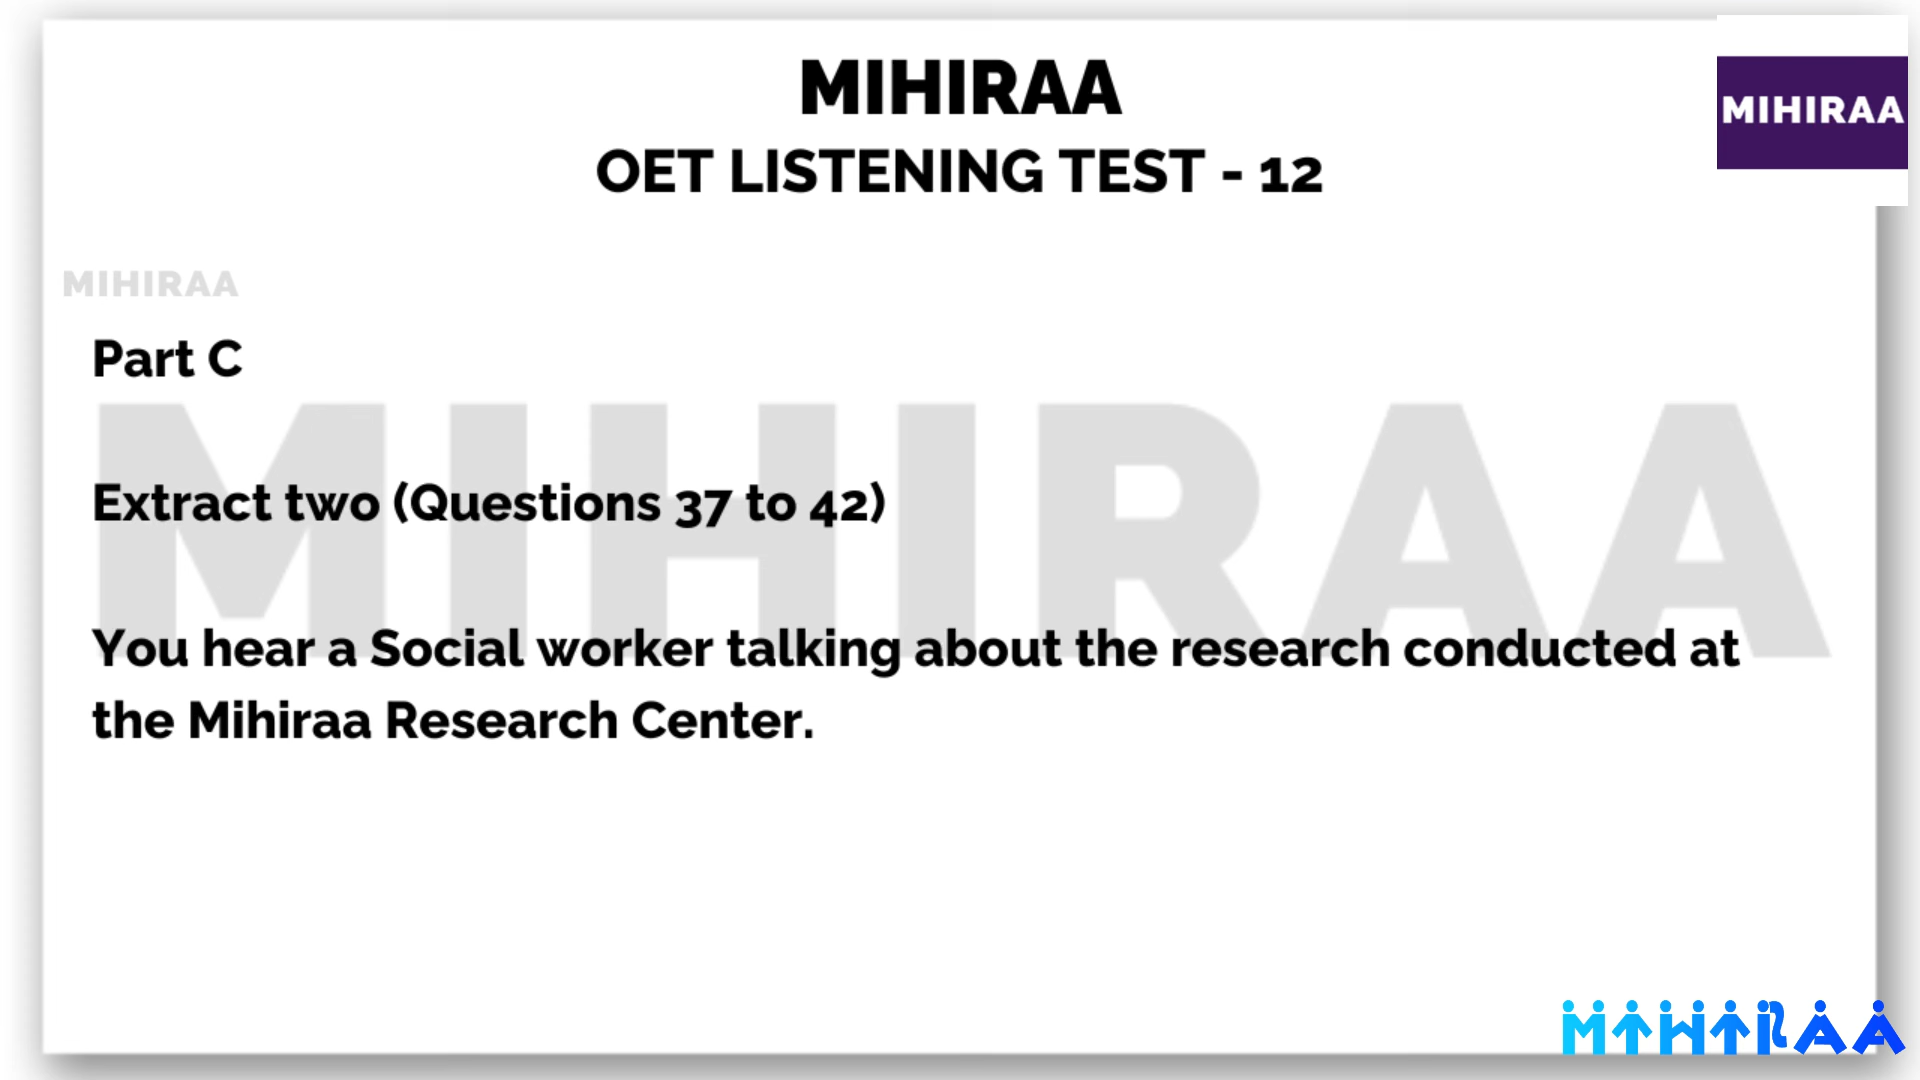 MIHIRAA
OET LISTENING TEST - 12
MIHIRAA
MIHIRAA
Part C
MIHIRAA
Extract two (Questions 37 to 42)
You hear a Social worker talking about the research conducted at
the Mihiraa Research Center.
MIHIRAA